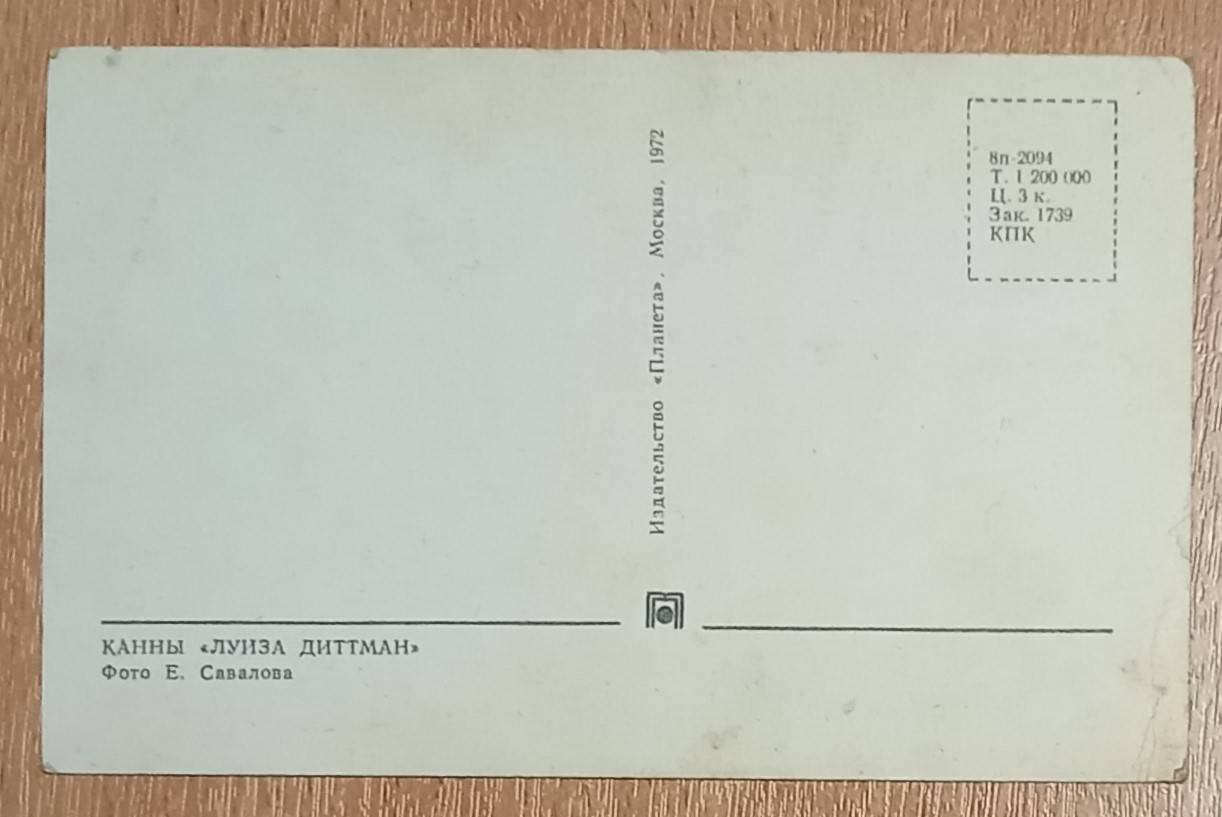 8п-2094
Т. 1 200 000
Ц. 3 к.
Зак. 1739
КПК
Издательство «Планета». Москва. 1972
КАННЫ «ЛУИЗА ДИТТМАН»
Фото Е. Савалова